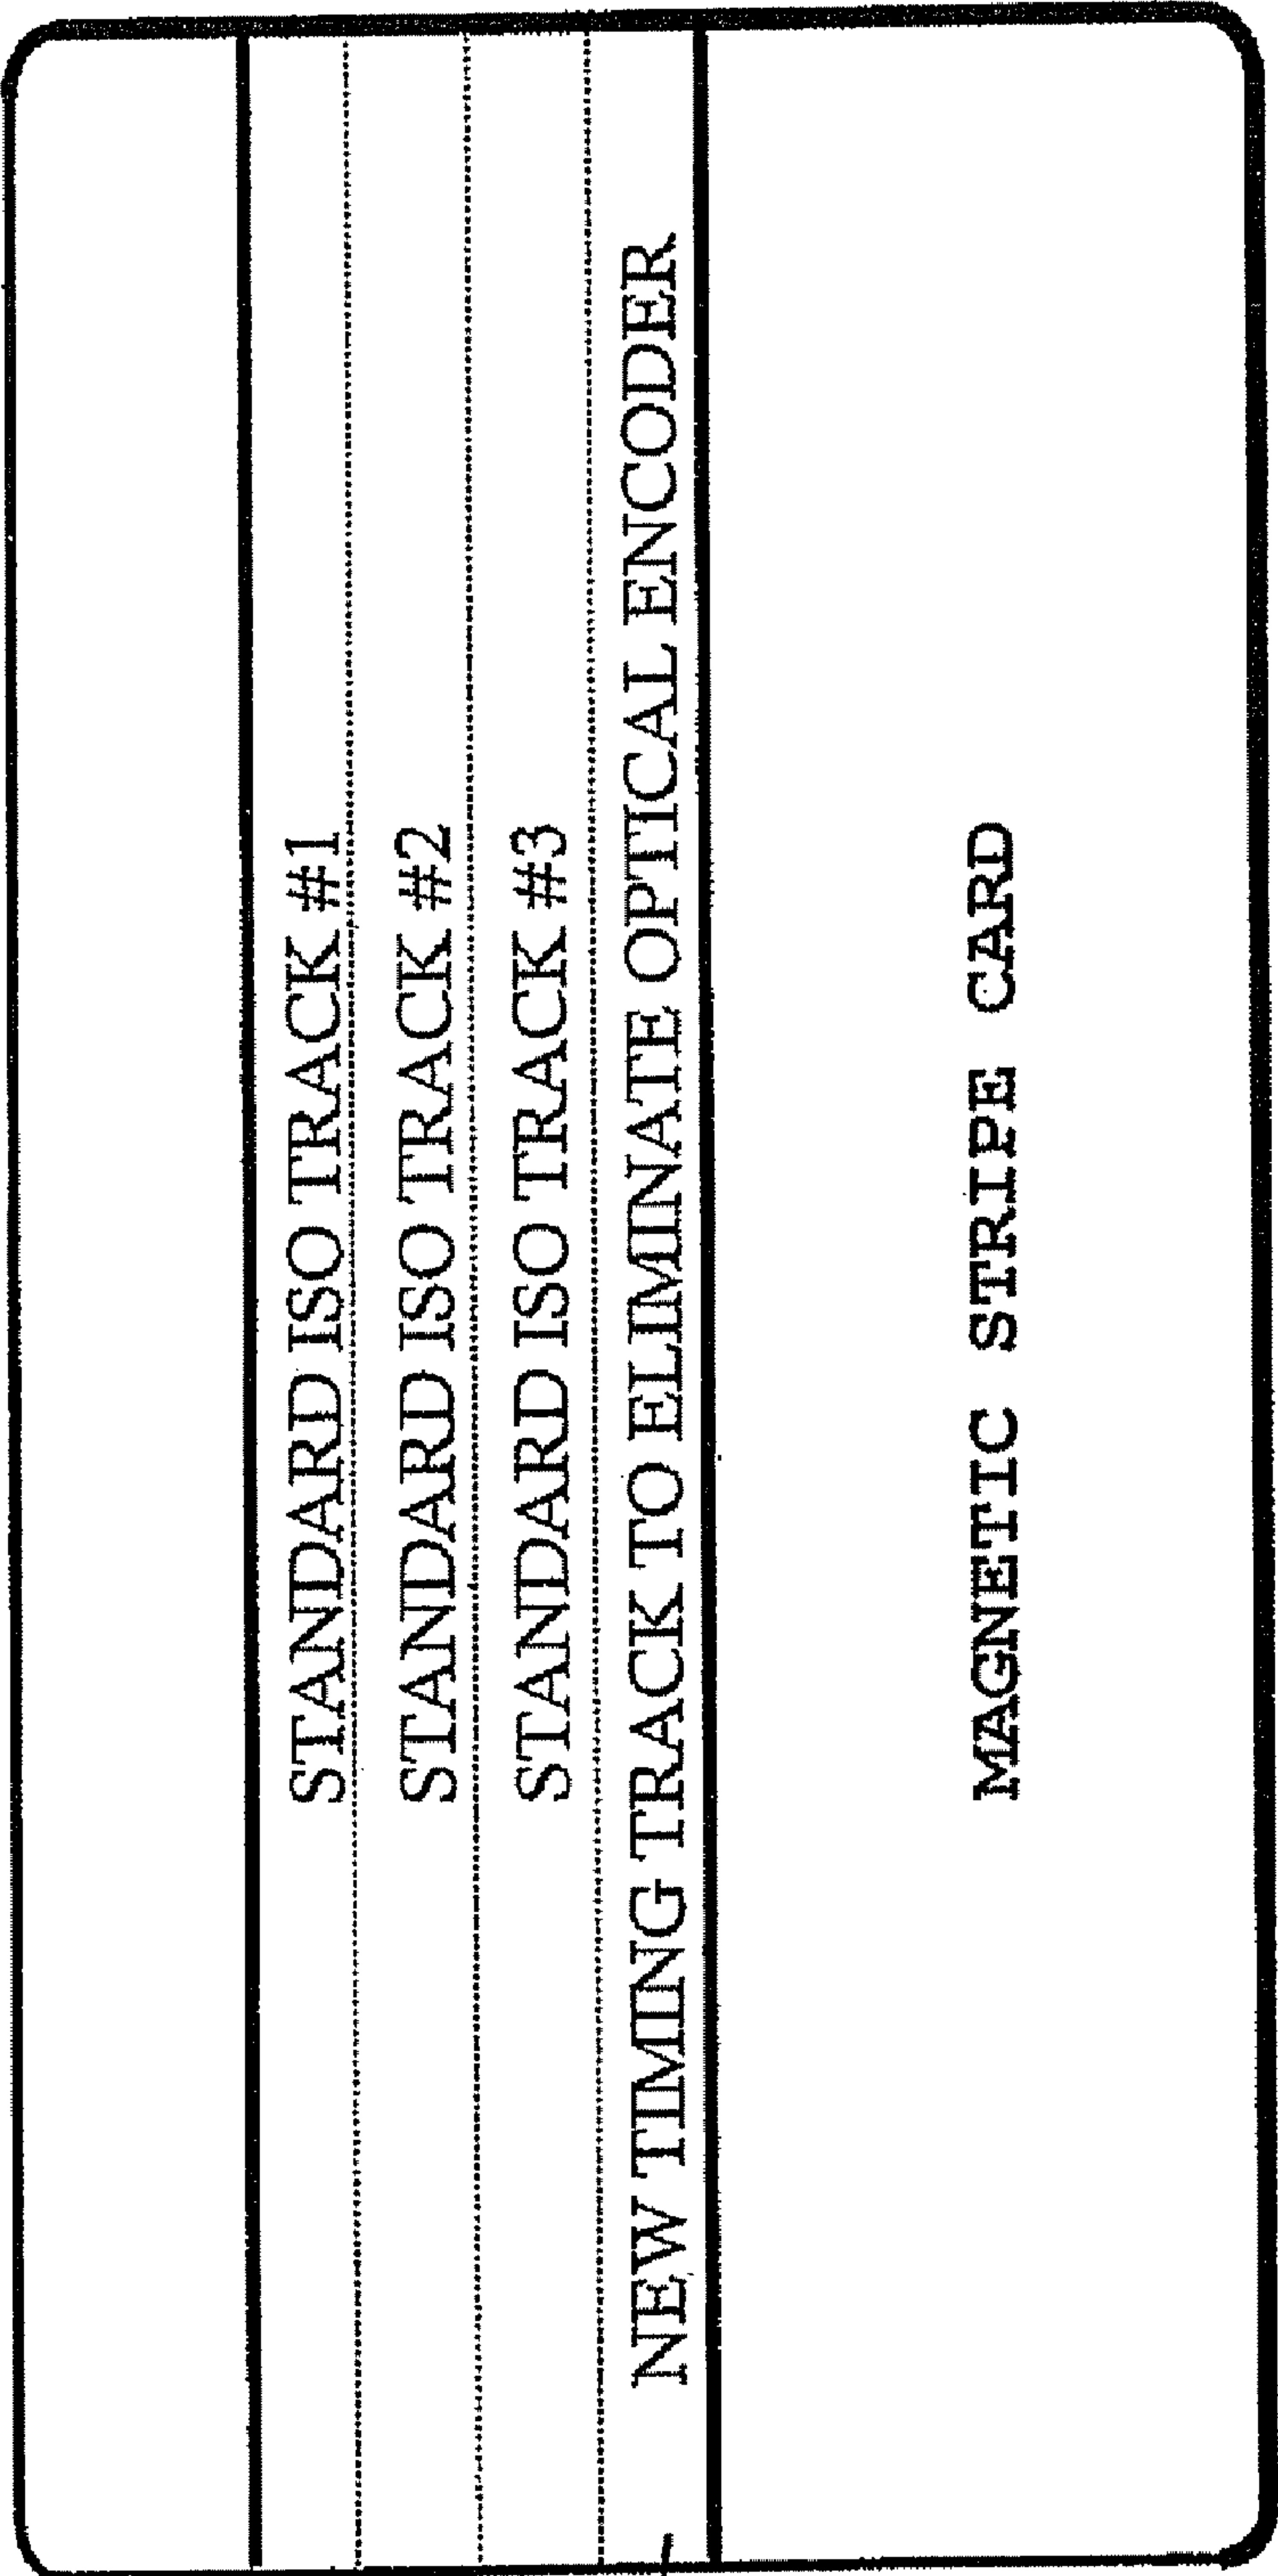 STANDARD ISO TRACK #1
STANDARD ISO TRACK #2
STANDARD ISO TRACK #3
NEW TIMING TRACK TO ELIMINATE OPTICAL ENCODER
MAGNETIC STRIPE CARD